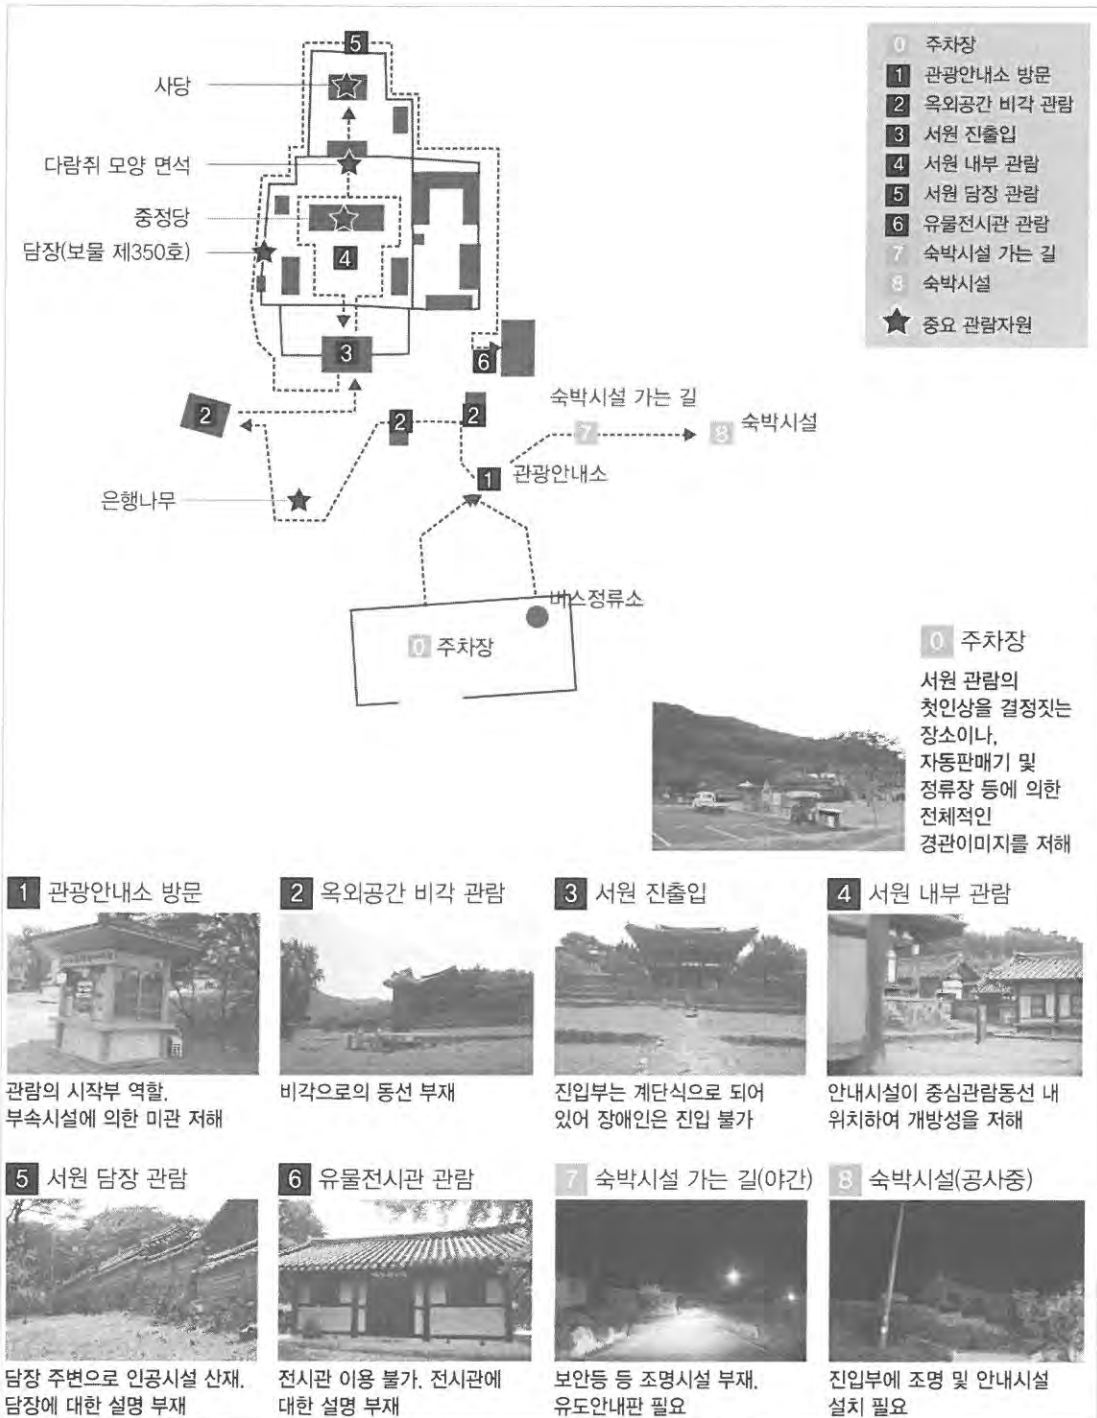 사당
다람쥐 모양 면석
중정당
담장(보물 제350호)
은행나무
5
4
3
2
2
2
6
1
관광안내소
숙박시설 가는 길
7
8 숙박시설
버스정류소
0 주차장
0 주차장
1 관광안내소 방문
2 옥외공간 비각 관람
3 서원 진출입
4 서원 내부 관람
5 서원 담장 관람
6 유물전시관 관람
7 숙박시설 가는 길
8 숙박시설
중요 관람자원
0 주차장
서원 관람의
첫인상을 결정짓는
장소이나,
자동판매기 및
정류장 등에 의한
전체적인
경관이미지를 저해
1 관광안내소 방문
관람의 시작부 역할,
부속시설에 의한 미관 저해
2 옥외공간 비각 관람
비각으로의 동선 부재
3 서원 진출입
진입부는 계단식으로 되어
있어 장애인은 진입 불가
4 서원 내부 관람
안내시설이 중심관람동선 내
위치하여 개방성을 저해
5 서원 담장 관람
담장 주변으로 인공시설 산재,
담장에 대한 설명 부재
6 유물전시관 관람
전시관 이용 불가, 전시관에
대한 설명 부재
7 숙박시설 가는 길(야간)
보안등 등 조명시설 부재,
유도안내판 필요
8 숙박시설(공사중)
진입부에 조명 및 안내시설
설치 필요